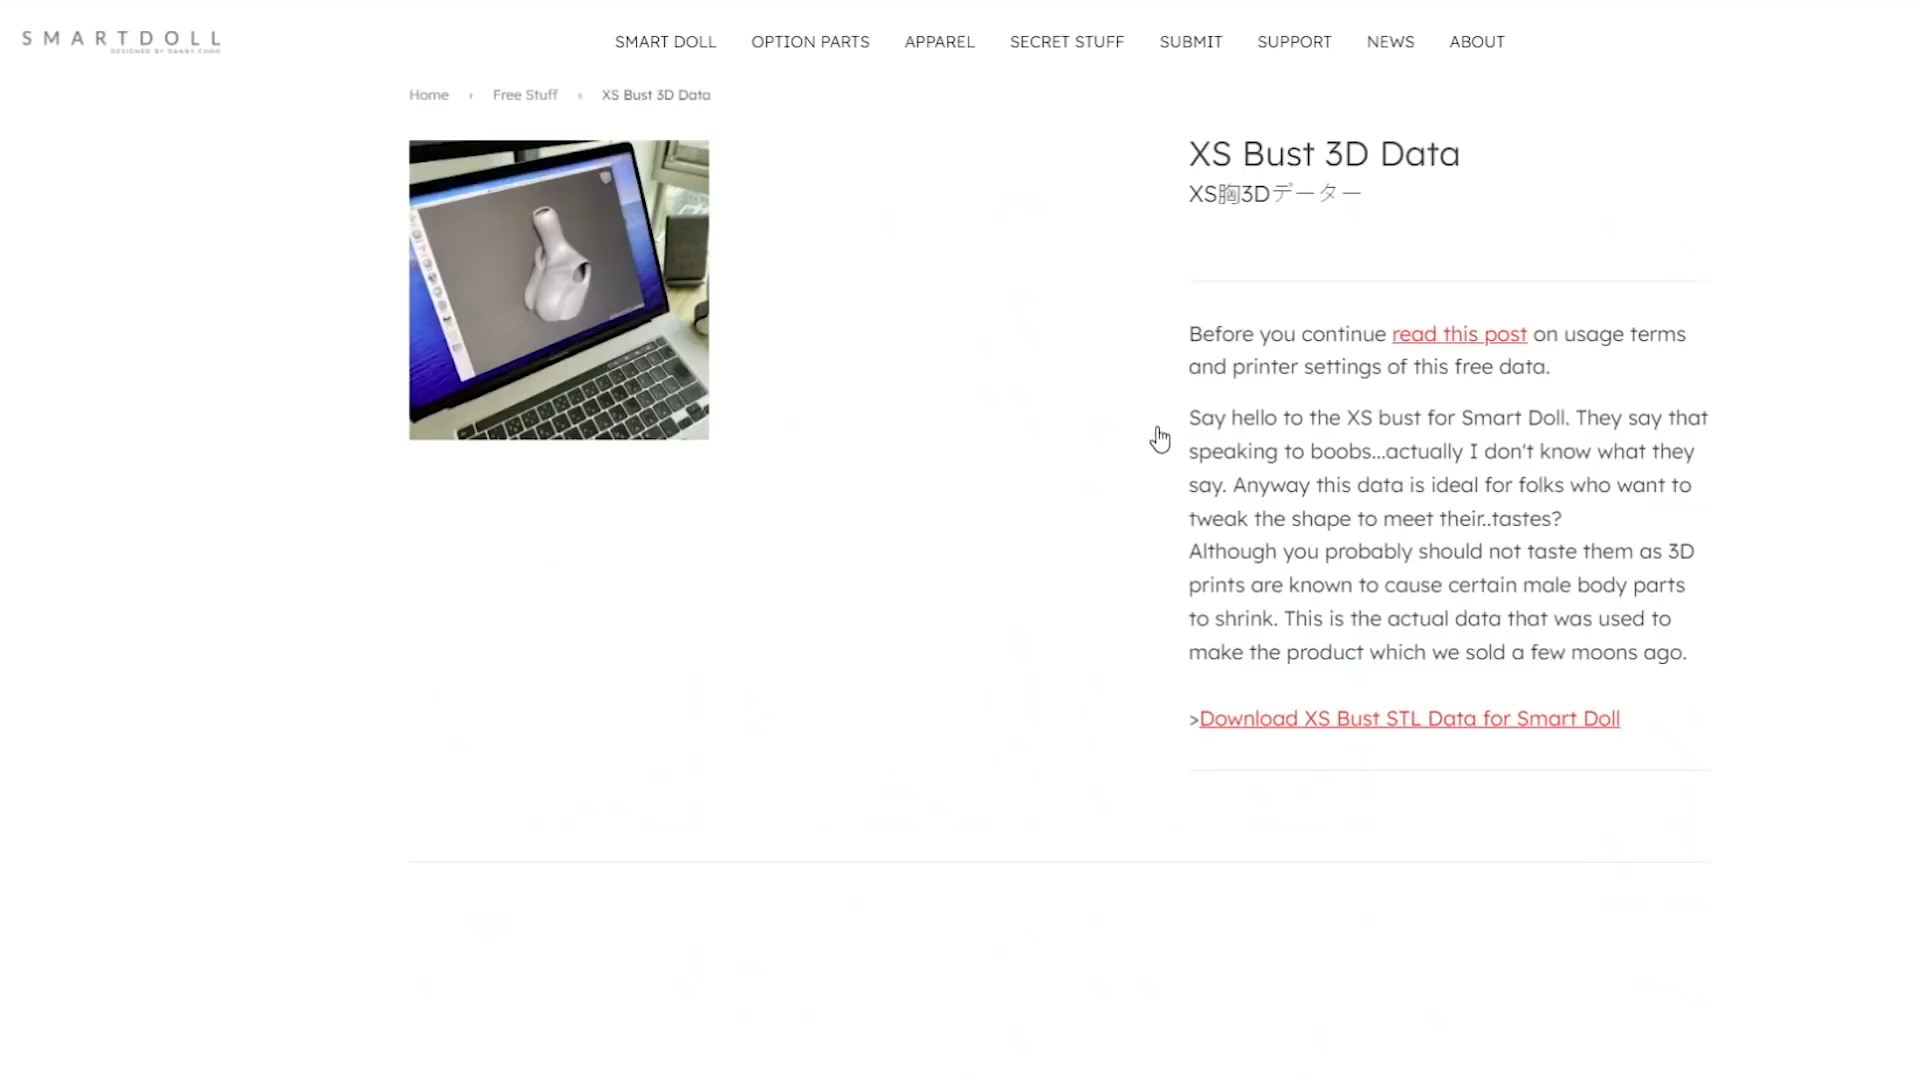 SMARTDOLL
DESIGNED BY DANNY CHOO
SMART DOLL OPTION PARTS APPAREL SECRET STUFF SUBMIT SUPPORT NEWS ABOUT
Home › Free Stuff › XS Bust 3D Data
XS Bust 3D Data
XS胸3Dデーター
Before you continue read this post on usage terms
and printer settings of this free data.
Say hello to the XS bust for Smart Doll. They say that
speaking to boobs...actually I don't know what they
say. Anyway this data is ideal for folks who want to
tweak the shape to meet their..tastes?
Although you probably should not taste them as 3D
prints are known to cause certain male body parts
to shrink. This is the actual data that was used to
make the product which we sold a few moons ago.
>Download XS Bust STL Data for Smart Doll